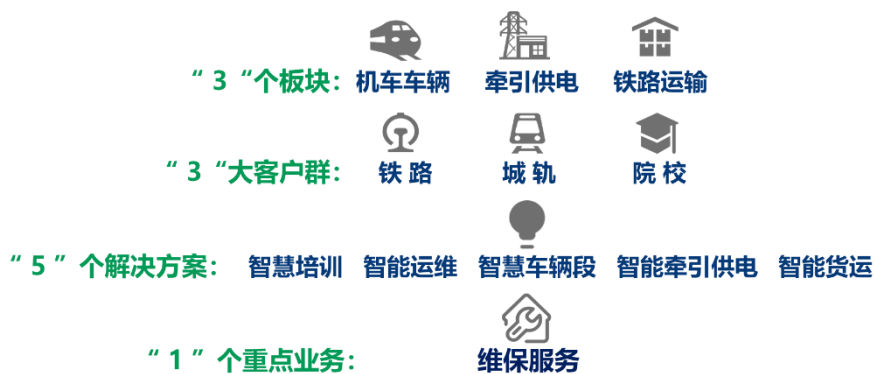 “ 3 “个板块： 机车车辆 牵引供电 铁路运输
“ 3 “大客户群： 铁 路 城 轨 院 校
“ 5 ” 个解决方案： 智慧培训 智能运维 智慧车辆段 智能牵引供电 智能货运
“ 1 ” 个重点业务： 维保服务